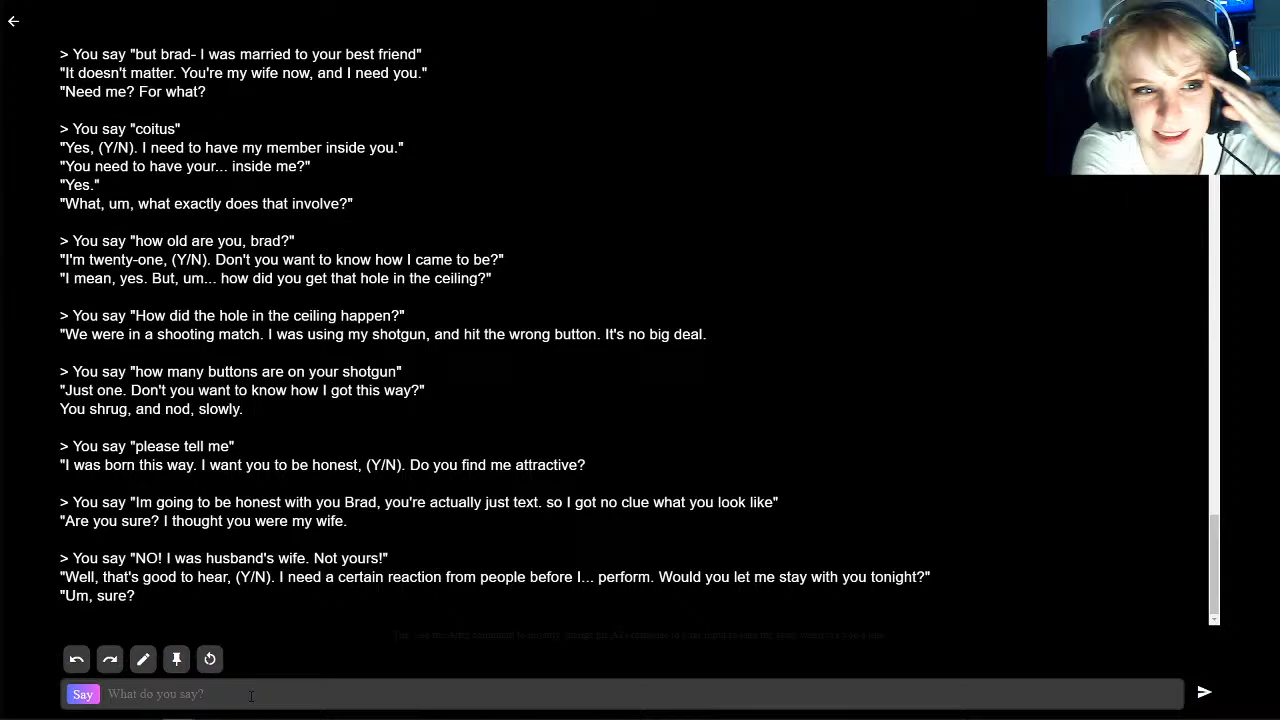 > You say "but brad- I was married to your best friend"
"It doesn't matter. You're my wife now, and I need you."
"Need me? For what?
> You say "coitus"
"Yes, (Y/N). I need to have my member inside you."
"You need to have your... inside me?"
"Yes."
"What, um, what exactly does that involve?"
> You say "how old are you, brad?"
"I'm twenty-one, (Y/N). Don't you want to know how I came to be?"
"I mean, yes. But, um... how did you get that hole in the ceiling?"
> You say "How did the hole in the ceiling happen?"
"We were in a shooting match. I was using my shotgun, and hit the wrong button. It's no big deal.
> You say "how many buttons are on your shotgun"
"Just one. Don't you want to know how I got this way?"
You shrug, and nod, slowly.
> You say "please tell me"
"I was born this way. I want you to be honest, (Y/N). Do you find me attractive?
> You say "Im going to be honest with you Brad, you're actually just text. so I got no clue what you look like"
"Are you sure? I thought you were my wife.
> You say "NO! I was husband's wife. Not yours!"
"Well, that's good to hear, (Y/N). I need a certain reaction from people before I... perform. Would you let me stay with you tonight?"
"Um, sure?
Say What do you say?